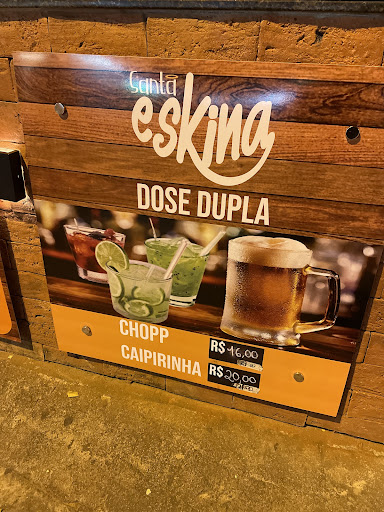 Santa
eskina
DOSE DUPLA
CHOPP R$ 16,00
CAIPIRINHA R$ 20,00